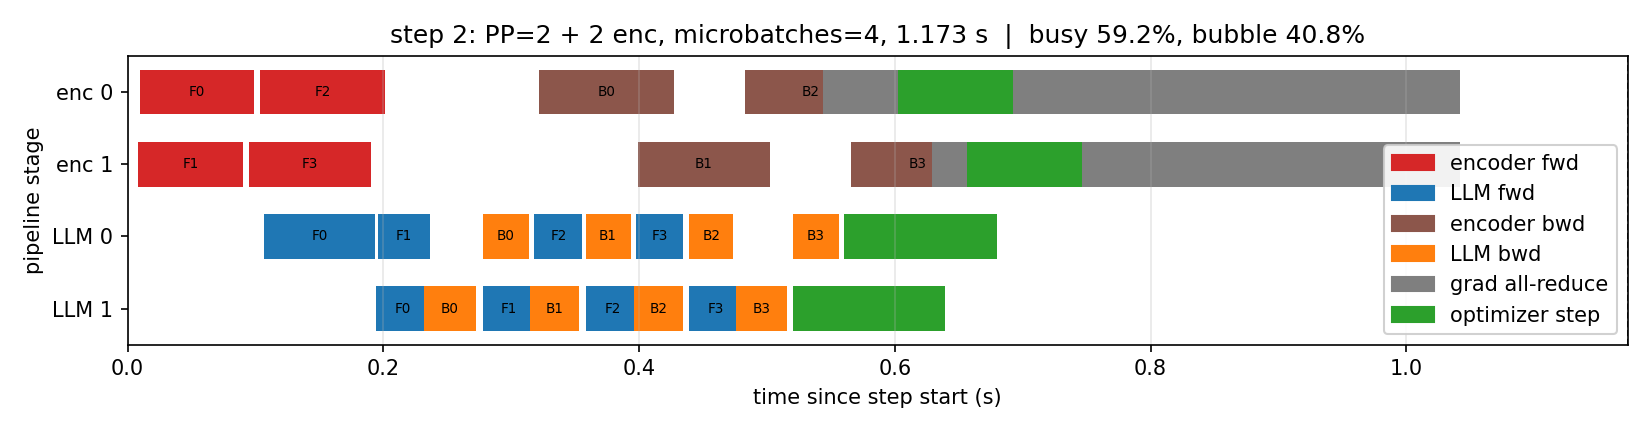 step 2: PP=2 + 2 enc, microbatches=4, 1.173 s | busy 59.2%, bubble 40.8%
pipeline stage
enc 0
F0 F2 B0 B2
enc 1
F1 F3 B1 B3
LLM 0
F0 F1 B0 F2 B1 F3 B2 B3
LLM 1
F0 B0 F1 B1 F2 B2 F3 B3
encoder fwd
LLM fwd
encoder bwd
LLM bwd
grad all-reduce
optimizer step
0.0 0.2 0.4 0.6 0.8 1.0
time since step start (s)